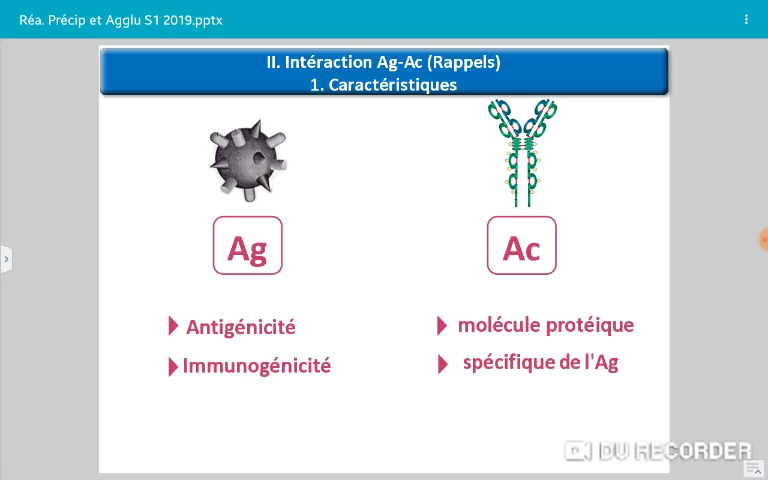 Réa. Précip et Agglu S1 2019.pptx
II. Intéraction Ag-Ac (Rappels)
1. Caractéristiques
Ag
Ac
Antigénicité
Immunogénicité
molécule protéique
spécifique de l'Ag
DU RECORDER